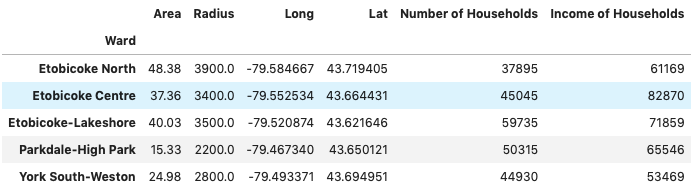 Area Radius Long Lat Number of Households Income of Households
Ward
Etobicoke North 48.38 3900.0 -79.584667 43.719405 37895 61169
Etobicoke Centre 37.36 3400.0 -79.552534 43.664431 45045 82870
Etobicoke-Lakeshore 40.03 3500.0 -79.520874 43.621646 59735 71859
Parkdale-High Park 15.33 2200.0 -79.467340 43.650121 50315 65546
York South-Weston 24.98 2800.0 -79.493371 43.694951 44930 53469